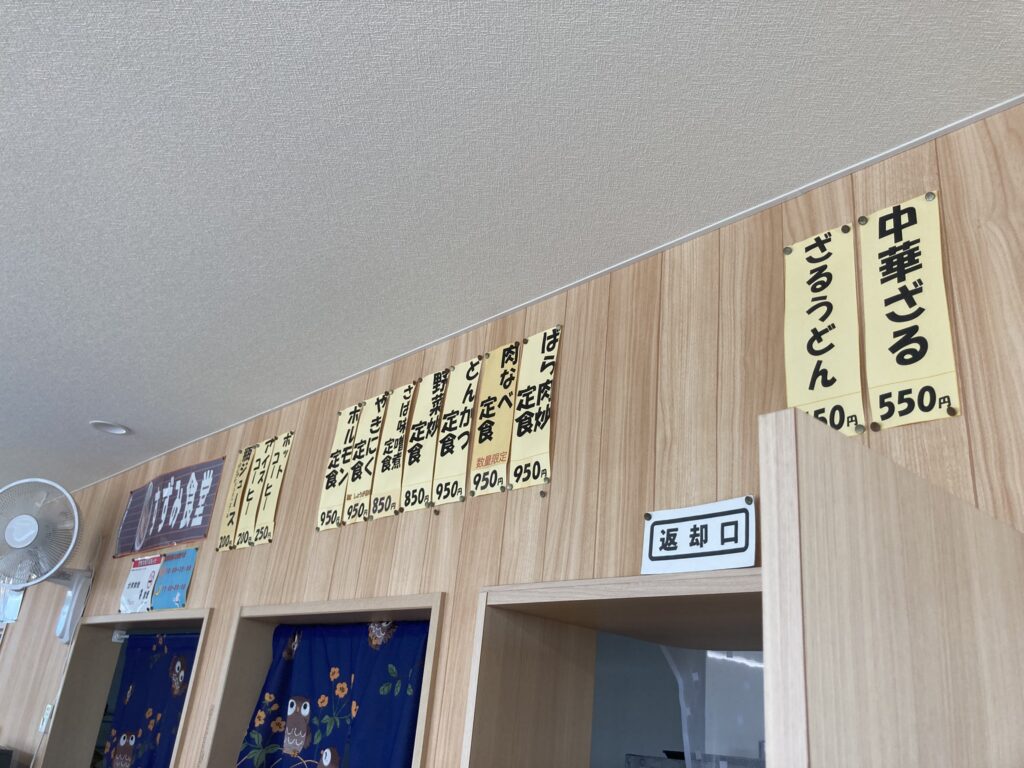 中華ざる
550円
ざるうどん
50円
ばら肉炒
定食
950円
肉なべ
定食
数量限定
950円
とんかつ
定食
950円
野菜炒
定食
850円
さば味噌煮
定食
850円
やきにく
定食
950円
ホルモン
定食
950円
ホット
コーヒー
250円
アイス
コーヒー
200円
ジュース
200円
すずみ食堂
返却口